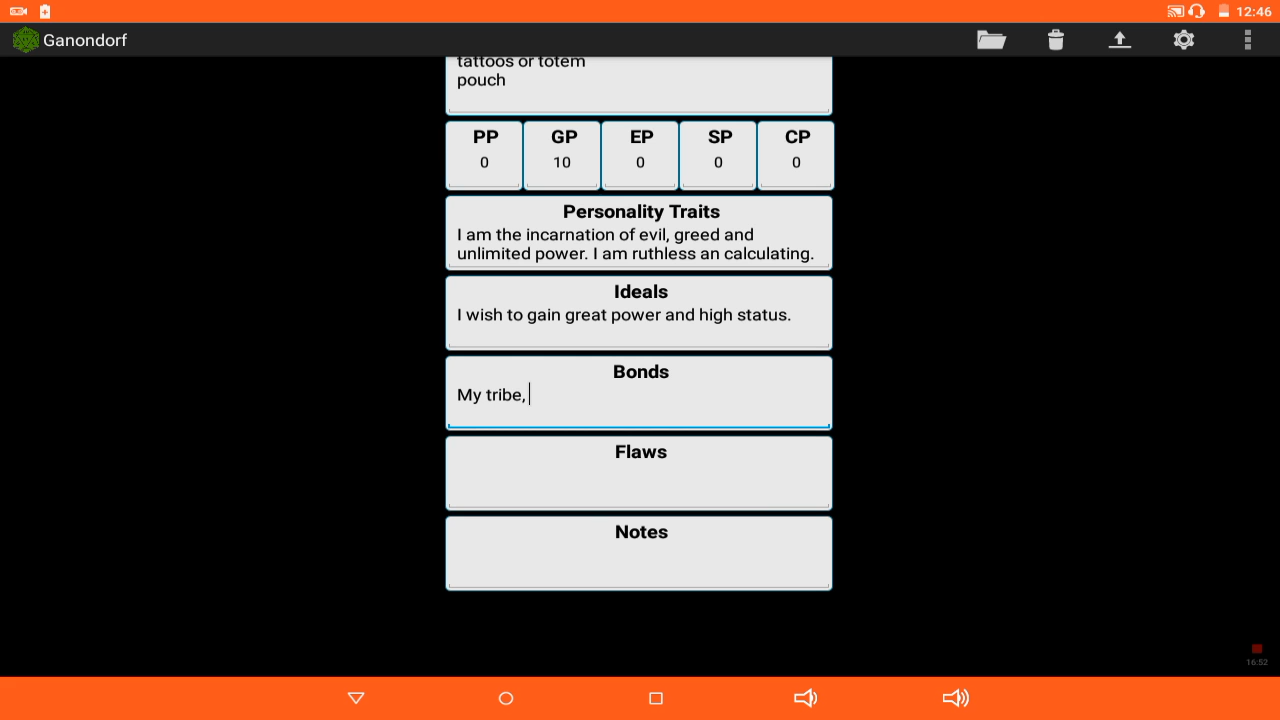 12:46
Ganondorf
tattoos or totem
pouch
PP GP EP SP CP
0 10 0 0 0
Personality Traits
I am the incarnation of evil, greed and
unlimited power. I am ruthless an calculating.
Ideals
I wish to gain great power and high status.
Bonds
My tribe,
Flaws
Notes
16:52